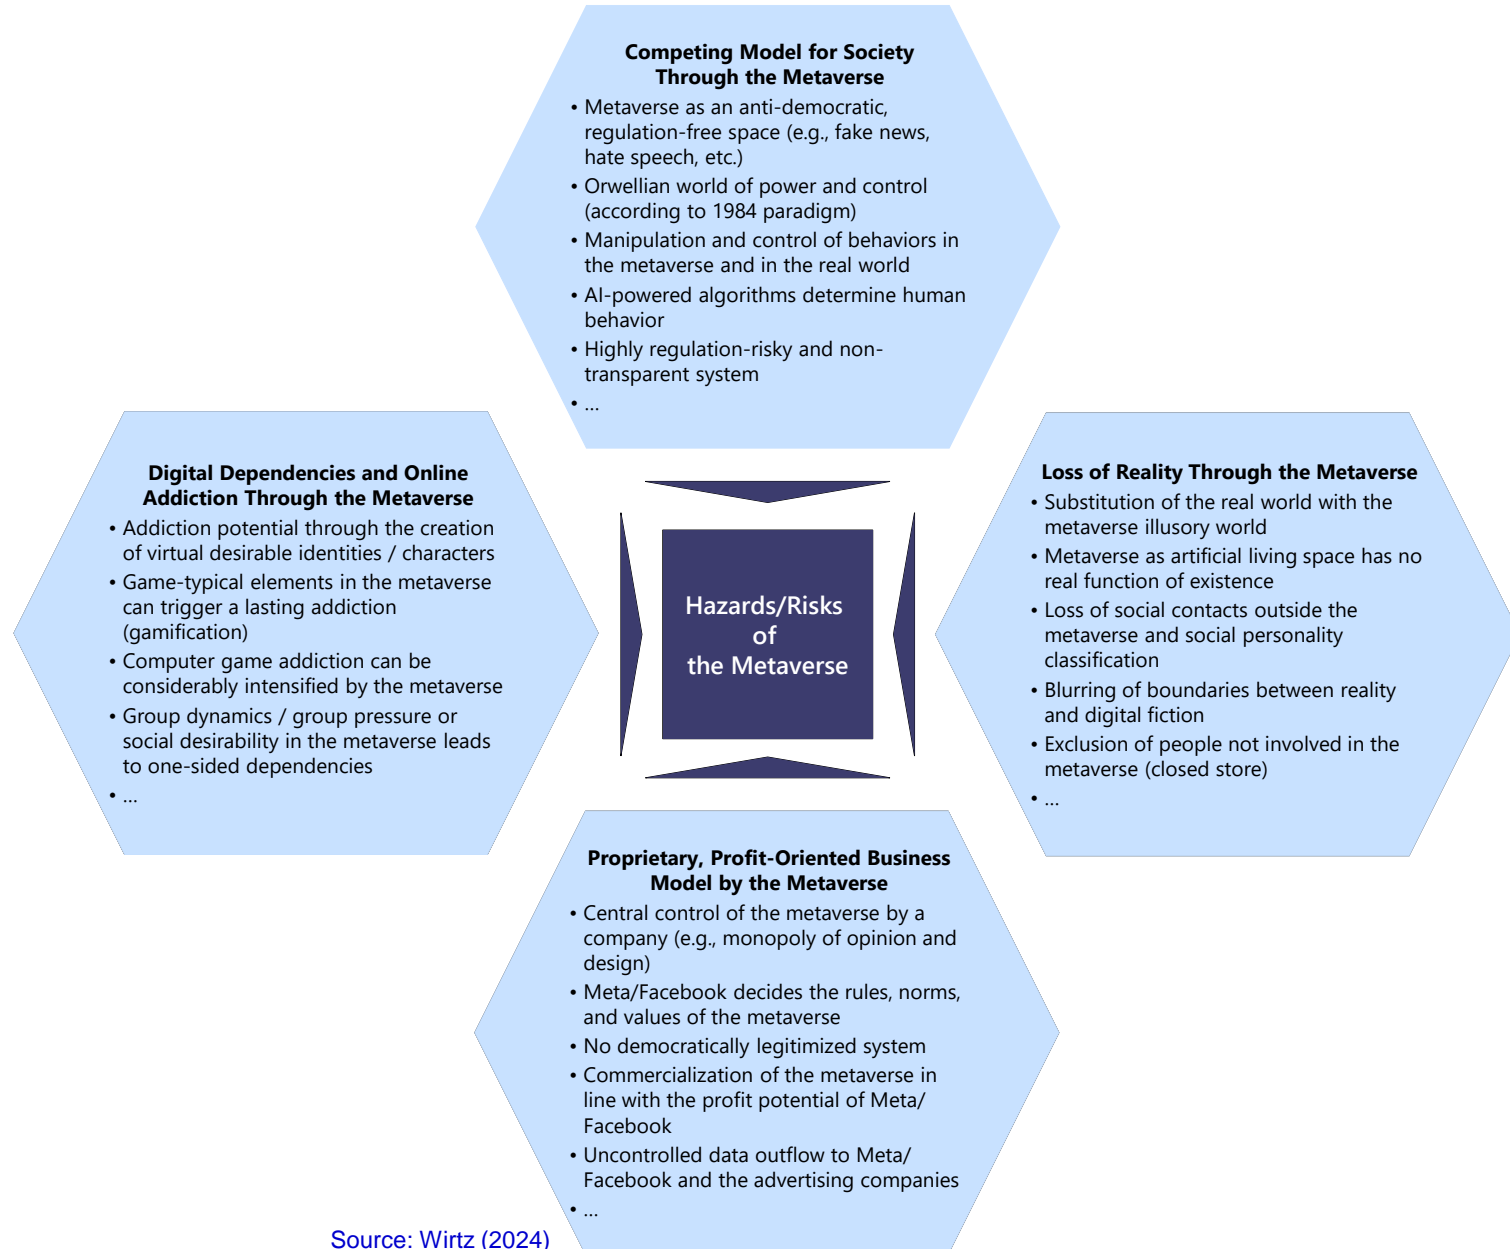 Competing Model for Society
Through the Metaverse
• Metaverse as an anti-democratic,
regulation-free space (e.g., fake news,
hate speech, etc.)
• Orwellian world of power and control
(according to 1984 paradigm)
• Manipulation and control of behaviors in
the metaverse and in the real world
• AI-powered algorithms determine human
behavior
• Highly regulation-risky and non-
transparent system
• ...
Digital Dependencies and Online
Addiction Through the Metaverse
• Addiction potential through the creation
of virtual desirable identities / characters
• Game-typical elements in the metaverse
can trigger a lasting addiction
(gamification)
• Computer game addiction can be
considerably intensified by the metaverse
• Group dynamics / group pressure or
social desirability in the metaverse leads
to one-sided dependencies
• ...
Hazards/Risks
of
the Metaverse
Loss of Reality Through the Metaverse
• Substitution of the real world with the
metaverse illusory world
• Metaverse as artificial living space has no
real function of existence
• Loss of social contacts outside the
metaverse and social personality
classification
• Blurring of boundaries between reality
and digital fiction
• Exclusion of people not involved in the
metaverse (closed store)
• ...
Proprietary, Profit-Oriented Business
Model by the Metaverse
• Central control of the metaverse by a
company (e.g., monopoly of opinion and
design)
• Meta/Facebook decides the rules, norms,
and values of the metaverse
• No democratically legitimized system
• Commercialization of the metaverse in
line with the profit potential of Meta/
Facebook
• Uncontrolled data outflow to Meta/
Facebook and the advertising companies
• ...
Source: Wirtz (2024)